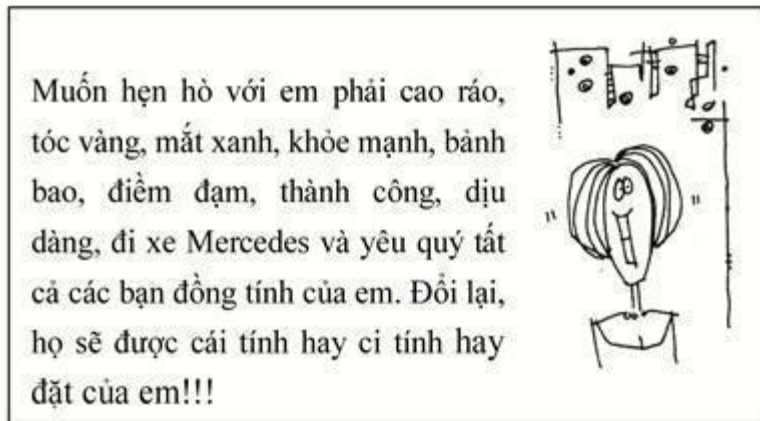 Muốn hẹn hò với em phải cao ráo,
tóc vàng, mắt xanh, khỏe mạnh, bảnh
bao, điềm đạm, thành công, dịu
dàng, đi xe Mercedes và yêu quý tất
cả các bạn đồng tính của em. Đổi lại,
họ sẽ được cái tính hay ci tính hay
đặt của em!!!